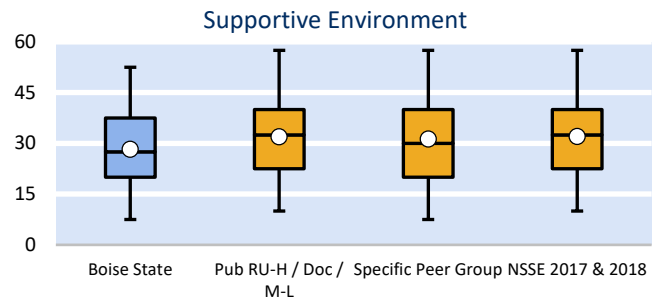 Supportive Environment
60
45
30
15
0
Boise State
Pub RU-H / Doc /
M-L
Specific Peer Group
NSSE 2017 & 2018